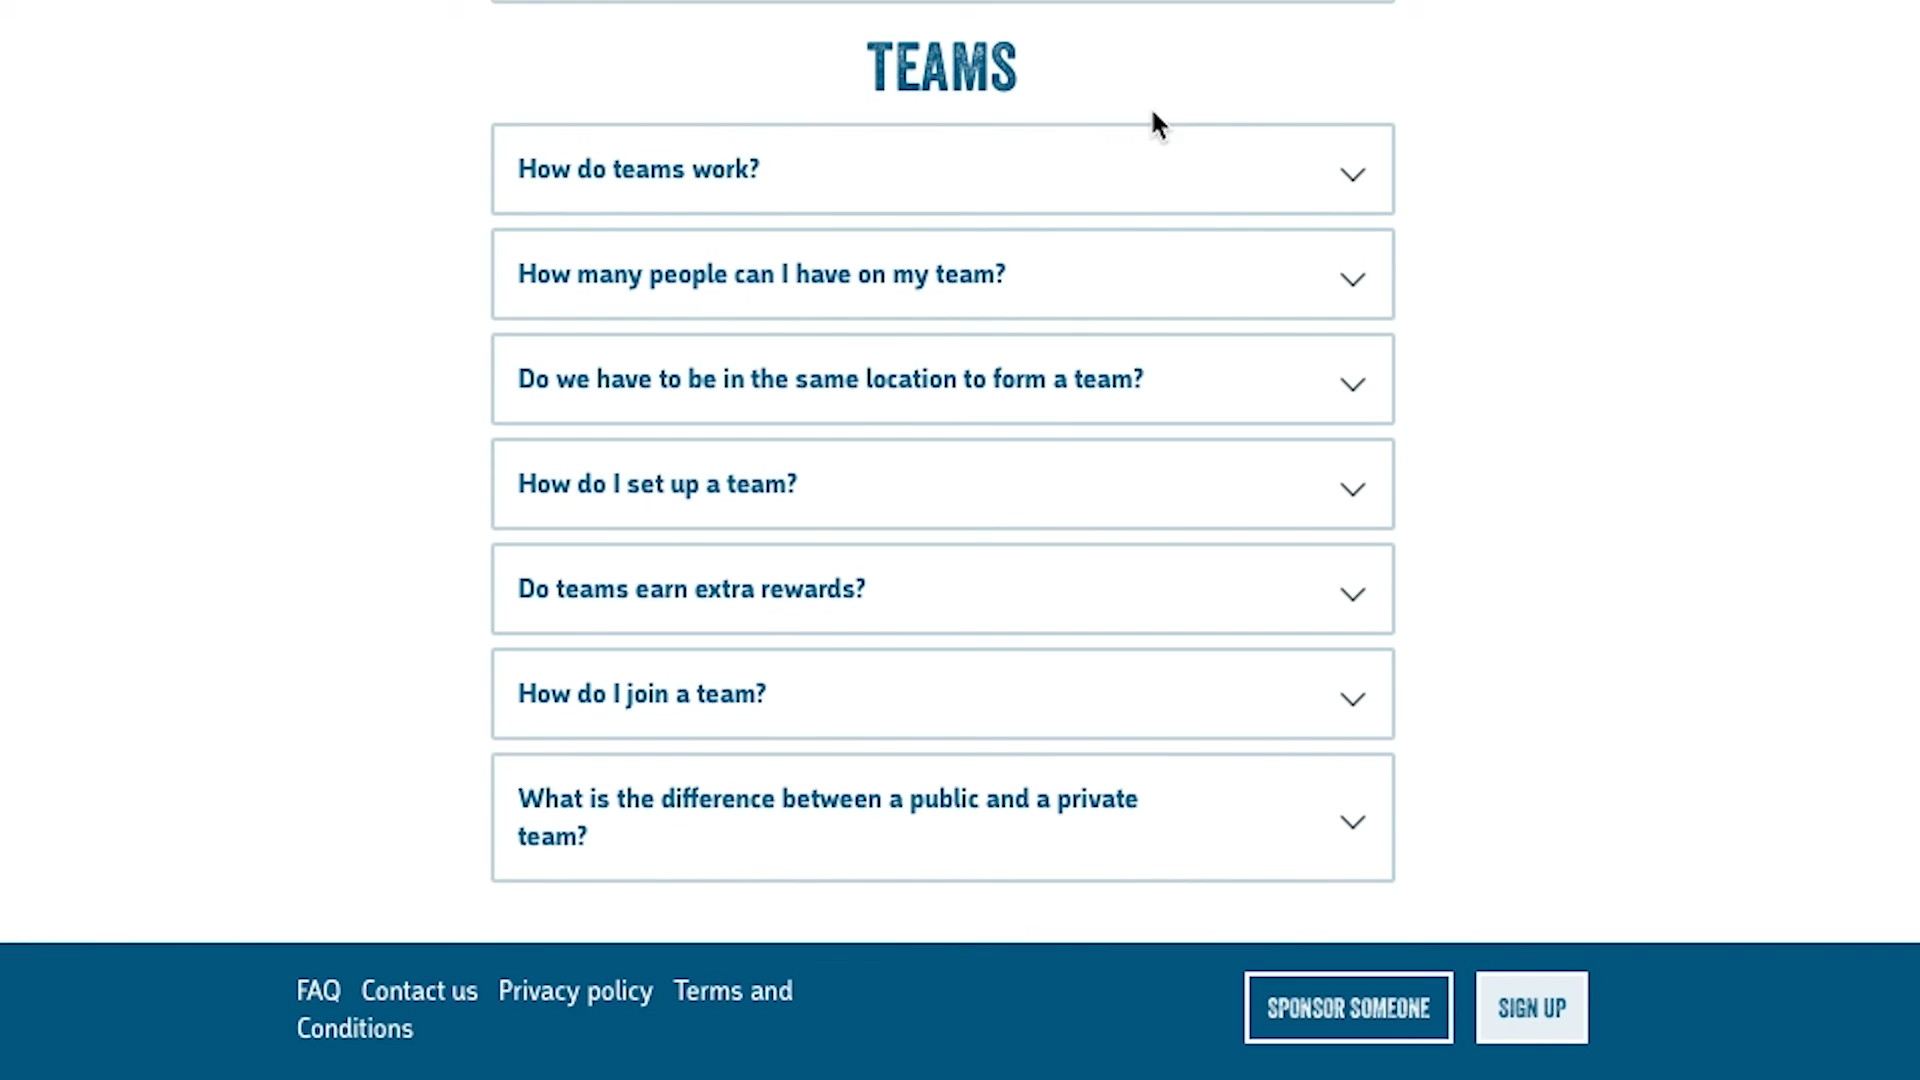 TEAMS
How do teams work?
How many people can I have on my team?
Do we have to be in the same location to form a team?
How do I set up a team?
Do teams earn extra rewards?
How do I join a team?
What is the difference between a public and a private
team?
FAQ Contact us Privacy policy Terms and
Conditions
SPONSOR SOMEONE
SIGN UP